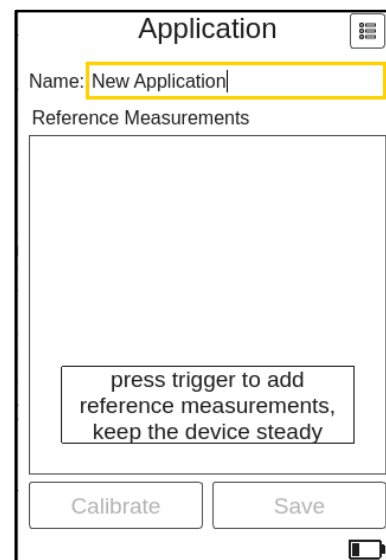 Application
Name: New Application
Reference Measurements
press trigger to add
reference measurements,
keep the device steady
Calibrate Save